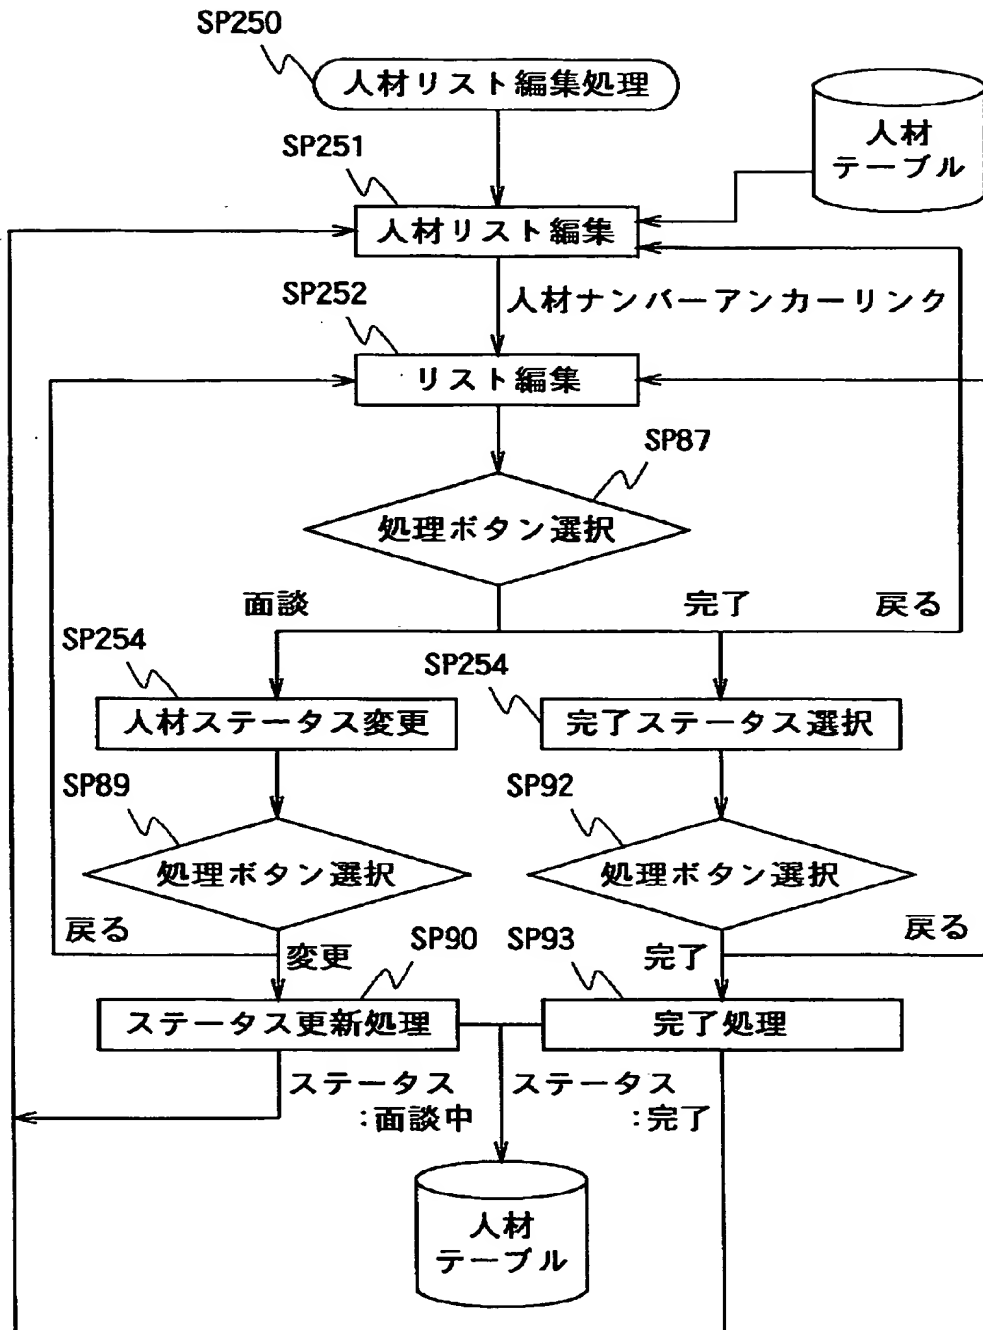 SP250
人材リスト編集処理
人材
テーブル
SP251
人材リスト編集
SP252
人材ナンバーアンカーリンク
リスト編集
SP87
処理ボタン選択
面談
完了
戻る
SP254
SP254
人材ステータス変更
完了ステータス選択
SP89
SP92
処理ボタン選択
処理ボタン選択
戻る
変更
SP90
SP93
完了
戻る
ステータス更新処理
完了処理
ステータス
:面談中
ステータス
:完了
人材
テーブル